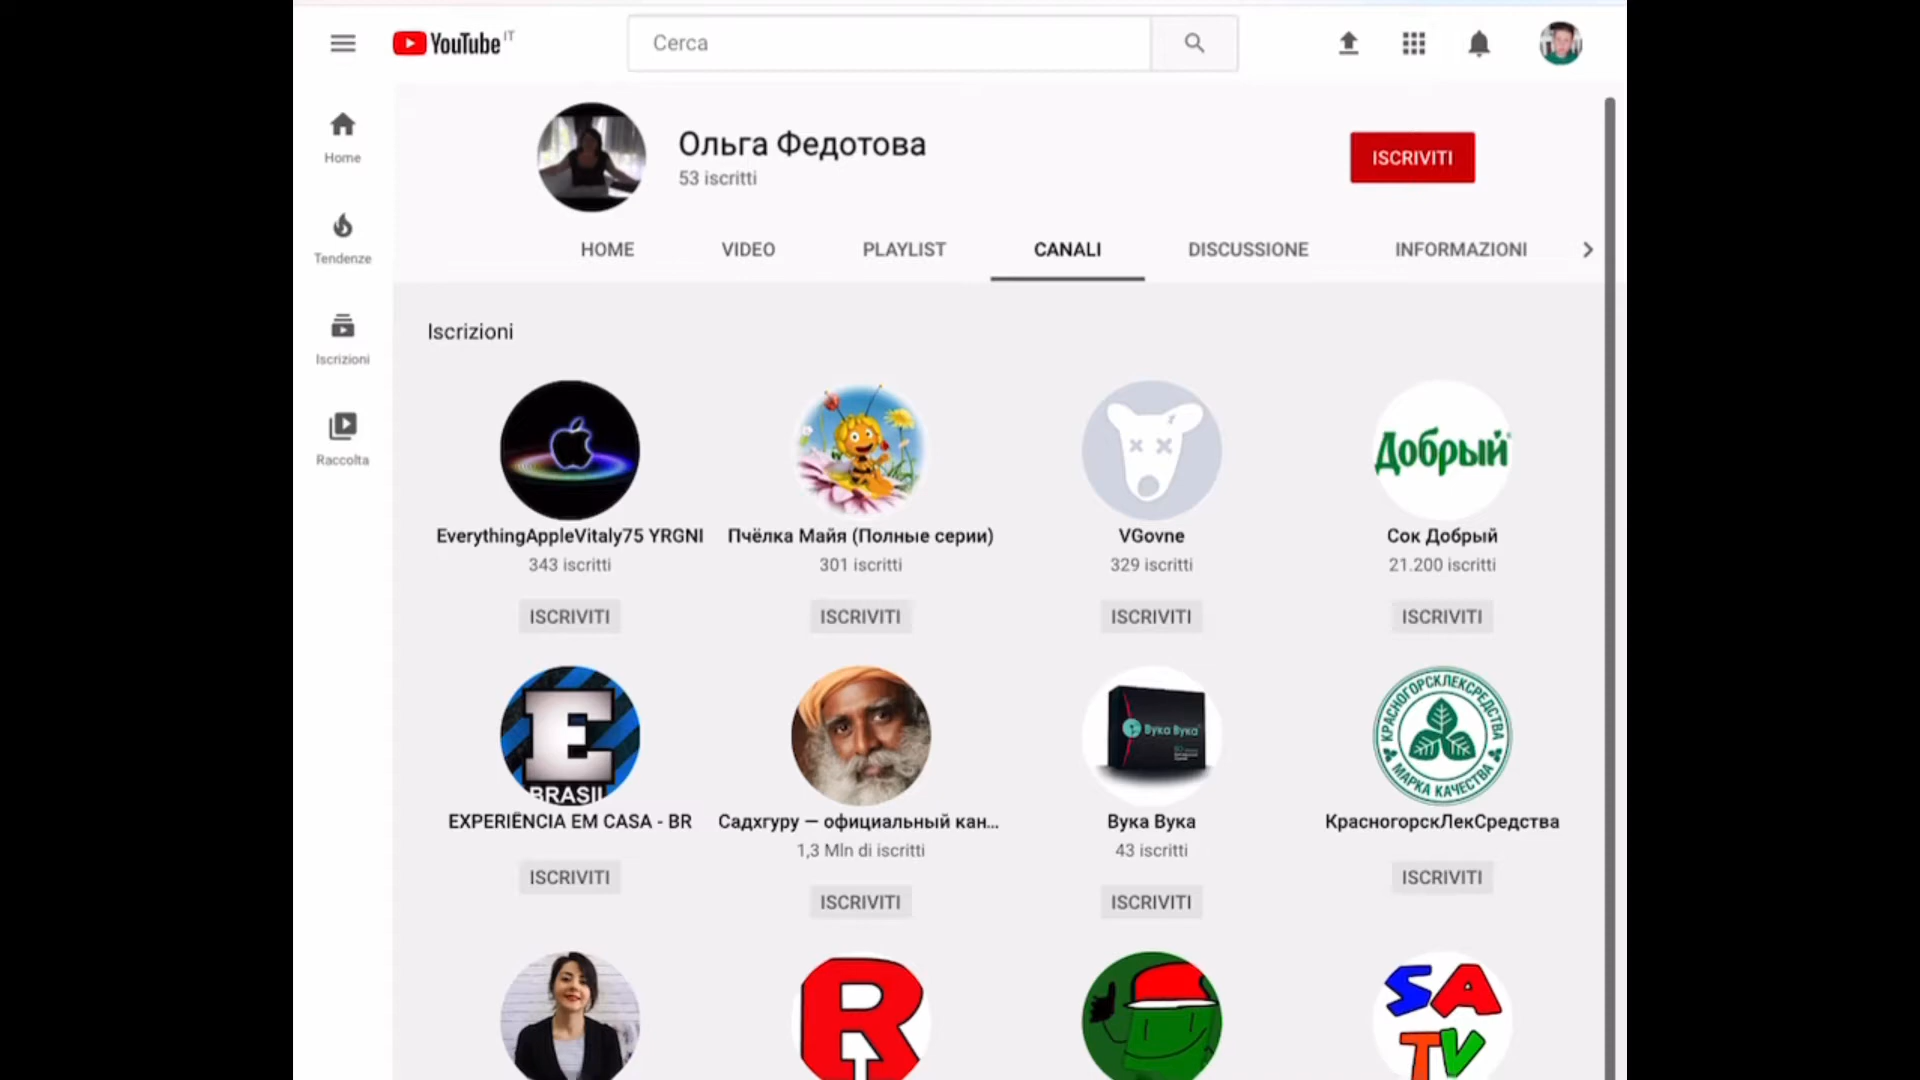 YouTube IT
Cerca
Home
Tendenze
Iscrizioni
Raccolta
Ольга Федотова
53 iscritti
ISCRIVITI
HOME VIDEO PLAYLIST CANALI DISCUSSIONE INFORMAZIONI
Iscrizioni
Добрый
EverythingAppleVitaly75 YRGNI
343 iscritti
ISCRIVITI
Пчёлка Майя (Полные серии)
301 iscritti
ISCRIVITI
VGovne
329 iscritti
ISCRIVITI
Сок Добрый
21.200 iscritti
ISCRIVITI
E
BRASIL
EXPERIÊNCIA EM CASA - BR
ISCRIVITI
Садхгуру — официальный кан...
1,3 Mln di iscritti
ISCRIVITI
Вука Вука
Вука Вука
43 iscritti
ISCRIVITI
КРАСНОГОРСКЛЕКСРЕДСТВА
МАРКА КАЧЕСТВА
КрасногорскЛекСредства
ISCRIVITI
R
SA
TV